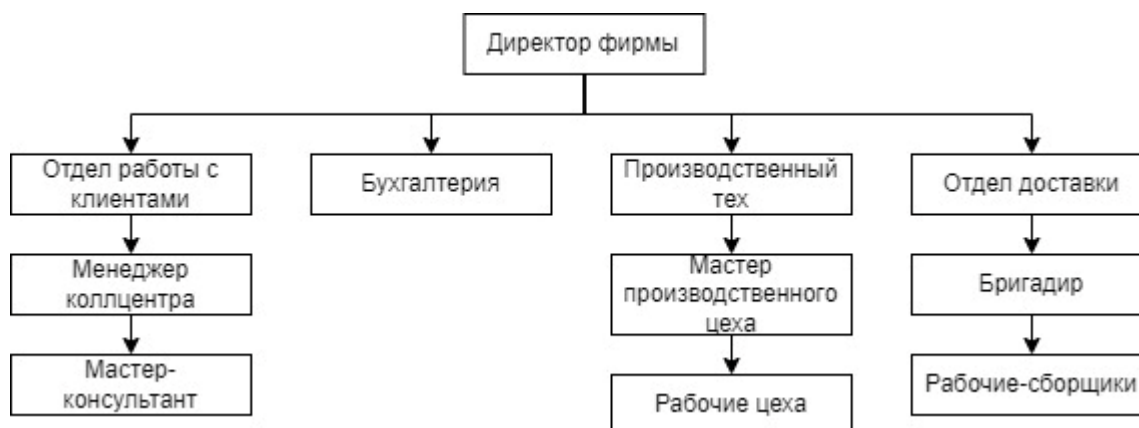 Директор фирмы
Отдел работы с
клиентами
Бухгалтерия
Производственный
тех
Отдел доставки
Менеджер
коллцентра
Мастер
производственного
цеха
Бригадир
Мастер-
консультант
Рабочие цеха
Рабочие-сборщики